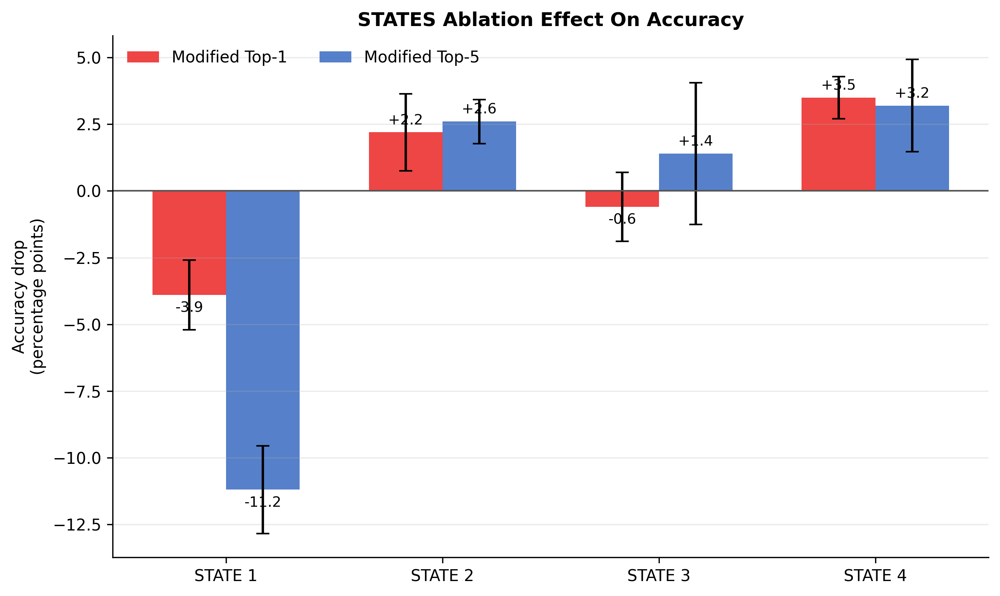 STATES Ablation Effect On Accuracy
Modified Top-1
Modified Top-5
Accuracy drop
(percentage points)
5.0
2.5
0.0
−2.5
−5.0
−7.5
−10.0
−12.5
-3.9
-11.2
+2.2
+2.6
-0.6
+1.4
+3.5
+3.2
STATE 1
STATE 2
STATE 3
STATE 4